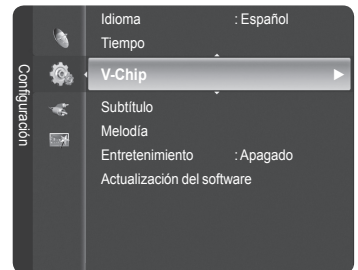 Configuración
Idioma : Español
Tiempo
V-Chip
Subtítulo
Melodía
Entretenimiento : Apagado
Actualización del software